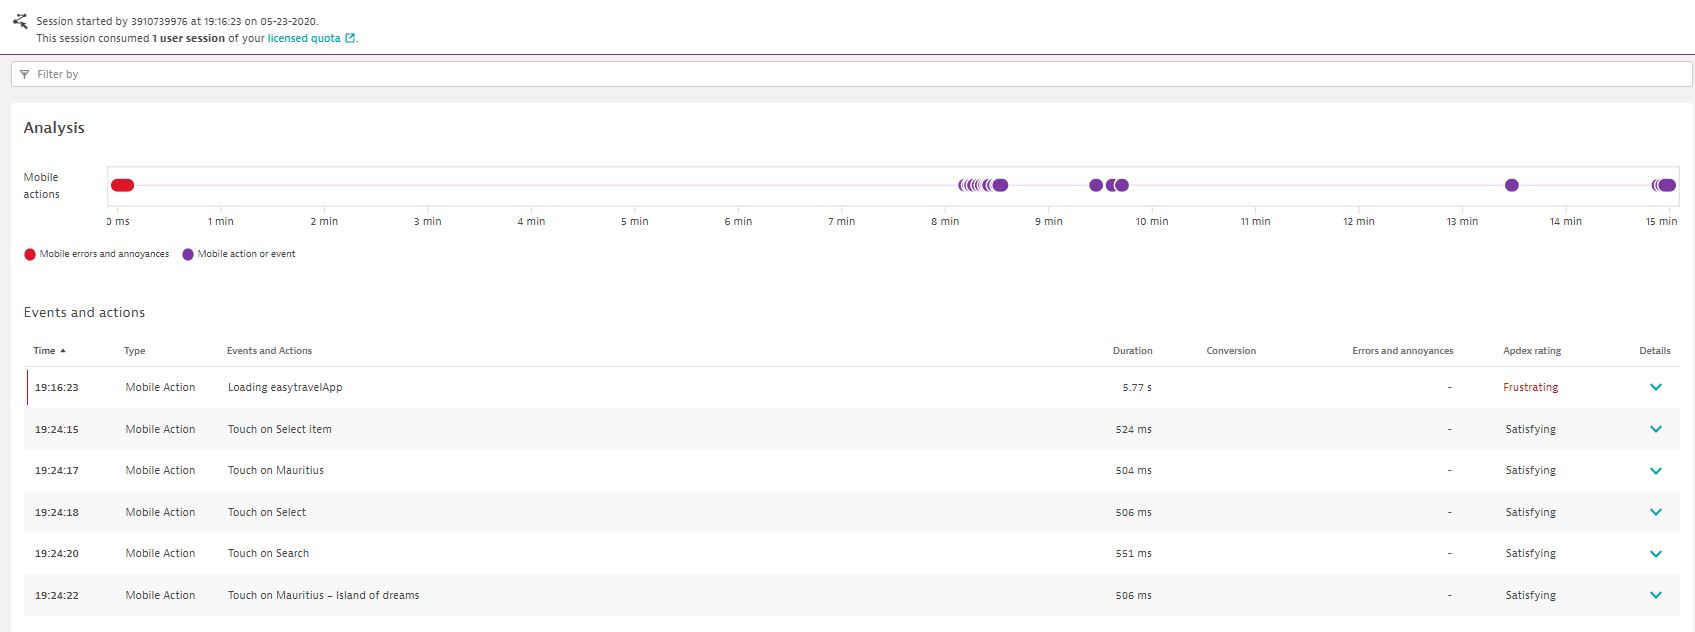 Session started by 3910739976 at 19:16:23 on 05-23-2020.
This session consumed 1 user session of your licensed quota.
Filter by
Analysis
Mobile
actions
0 ms 1 min 2 min 3 min 4 min 5 min 6 min 7 min 8 min 9 min 10 min 11 min 12 min 13 min 14 min 15 min
Mobile errors and annoyances Mobile action or event
Events and actions
Time Type Events and Actions Duration Conversion Errors and annoyances Apdex rating Details
19:16:23 Mobile Action Loading easytravelApp 5.77 s - Frustrating
19:24:15 Mobile Action Touch on Select item 524 ms - Satisfying
19:24:17 Mobile Action Touch on Mauritius 504 ms - Satisfying
19:24:18 Mobile Action Touch on Select 506 ms - Satisfying
19:24:20 Mobile Action Touch on Search 551 ms - Satisfying
19:24:22 Mobile Action Touch on Mauritius – Island of dreams 506 ms - Satisfying